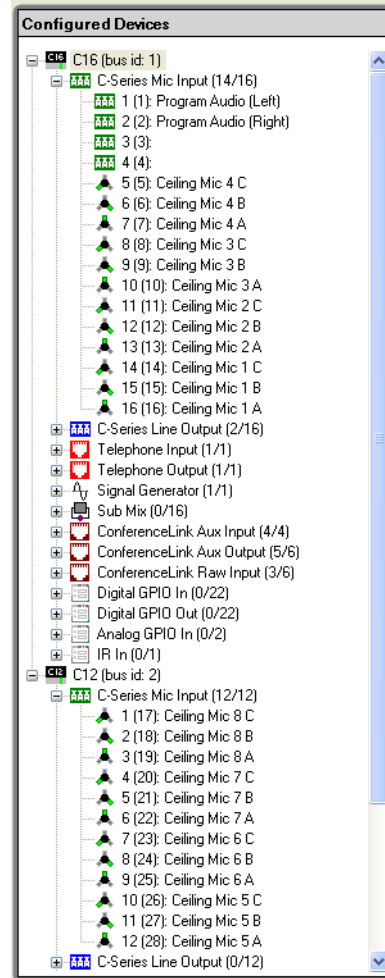 Configured Devices
C16 C16 (bus id: 1)
C-Series Mic Input (14/16)
1 (1): Program Audio (Left)
2 (2): Program Audio (Right)
3 (3):
4 (4):
5 (5): Ceiling Mic 4 C
6 (6): Ceiling Mic 4 B
7 (7): Ceiling Mic 4 A
8 (8): Ceiling Mic 3 C
9 (9): Ceiling Mic 3 B
10 (10): Ceiling Mic 3 A
11 (11): Ceiling Mic 2 C
12 (12): Ceiling Mic 2 B
13 (13): Ceiling Mic 2 A
14 (14): Ceiling Mic 1 C
15 (15): Ceiling Mic 1 B
16 (16): Ceiling Mic 1 A
C-Series Line Output (2/16)
Telephone Input (1/1)
Telephone Output (1/1)
Signal Generator (1/1)
Sub Mix (0/16)
ConferenceLink Aux Input (4/4)
ConferenceLink Aux Output (5/6)
ConferenceLink Raw Input (3/6)
Digital GPIO In (0/22)
Digital GPIO Out (0/22)
Analog GPIO In (0/2)
IR In (0/1)
C12 C12 (bus id: 2)
C-Series Mic Input (12/12)
1 (17): Ceiling Mic 8 C
2 (18): Ceiling Mic 8 B
3 (19): Ceiling Mic 8 A
4 (20): Ceiling Mic 7 C
5 (21): Ceiling Mic 7 B
6 (22): Ceiling Mic 7 A
7 (23): Ceiling Mic 6 C
8 (24): Ceiling Mic 6 B
9 (25): Ceiling Mic 6 A
10 (26): Ceiling Mic 5 C
11 (27): Ceiling Mic 5 B
12 (28): Ceiling Mic 5 A
C-Series Line Output (0/12)